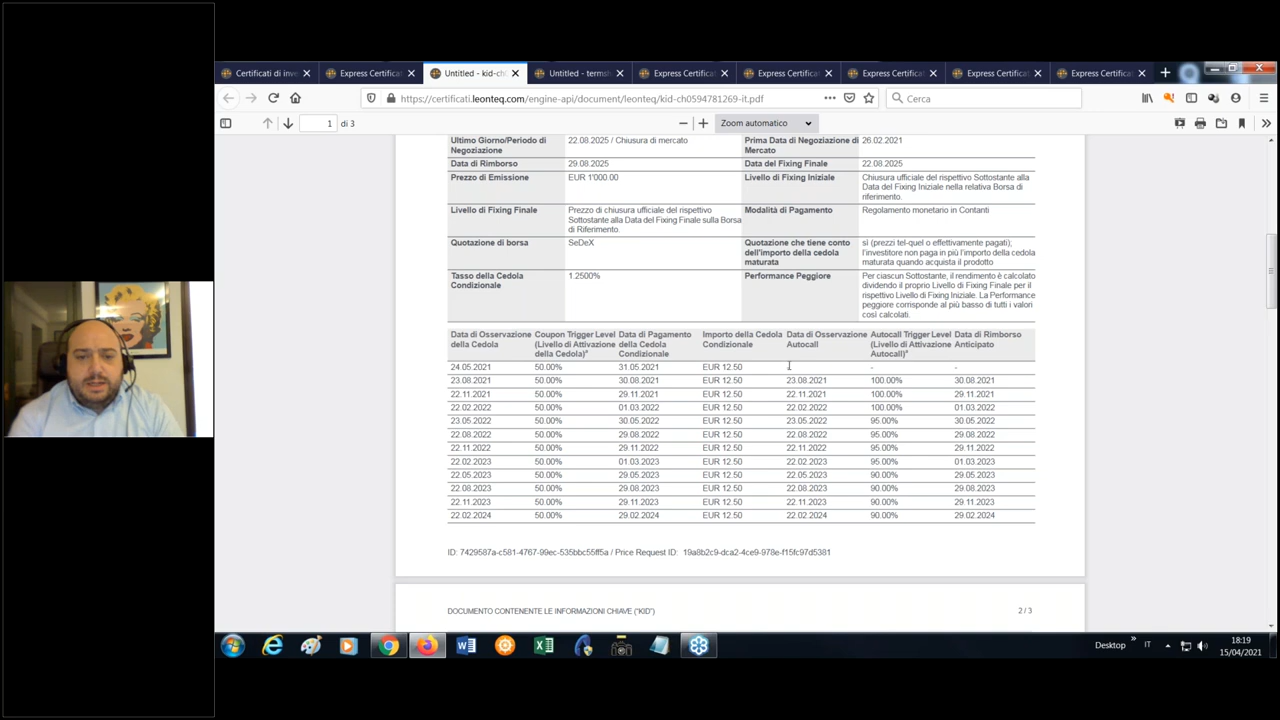 Certificati di inve
Express Certificat
Untitled - kid-ch
Untitled - termsh
Express Certificat
Express Certificat
Express Certificat
Express Certificat
Express Certificat
https://certificati.leonteq.com/engine-api/document/leonteq/kid-ch0594781269-it.pdf
Cerca
1 di 3
Zoom automatico
Ultimo Giorno/Periodo di Negoziazione 22.08.2025 / Chiusura di mercato Prima Data di Negoziazione di Mercato 26.02.2021
Data di Rimborso 29.08.2025 Data del Fixing Finale 22.08.2025
Prezzo di Emissione EUR 1'000.00 Livello di Fixing Iniziale Chiusura ufficiale del rispettivo Sottostante alla
Data del Fixing Iniziale nella relativa Borsa di
riferimento.
Livello di Fixing Finale Prezzo di chiusura ufficiale del rispettivo Modalità di Pagamento Regolamento monetario in Contanti
Sottostante alla Data del Fixing Finale sulla Borsa
di Riferimento.
Quotazione di borsa SeDeX Quotazione che tiene conto sì (prezzi tel-quel o effettivamente pagati);
dell'importo della cedola l'investitore non paga in più l'importo della cedola
maturata maturata quando acquista il prodotto
Tasso della Cedola 1.2500% Performance Peggiore Per ciascun Sottostante, il rendimento è calcolato
Condizionale dividendo il proprio Livello di Fixing Finale per il
rispettivo Livello di Fixing Iniziale. La Performance
peggiore corrisponde al più basso di tutti i valori
così calcolati.
Data di Osservazione Coupon Trigger Level Data di Pagamento Importo della Cedola Data di Osservazione Autocall Trigger Level Data di Rimborso
della Cedola (Livello di Attivazione della Cedola Condizionale Autocall (Livello di Attivazione Anticipato
della Cedola)* Condizionale Autocall)*
24.05.2021 50.00% 31.05.2021 EUR 12.50 - -
23.08.2021 50.00% 30.08.2021 EUR 12.50 23.08.2021 100.00% 30.08.2021
22.11.2021 50.00% 29.11.2021 EUR 12.50 22.11.2021 100.00% 29.11.2021
22.02.2022 50.00% 01.03.2022 EUR 12.50 22.02.2022 100.00% 01.03.2022
23.05.2022 50.00% 30.05.2022 EUR 12.50 23.05.2022 95.00% 30.05.2022
22.08.2022 50.00% 29.08.2022 EUR 12.50 22.08.2022 95.00% 29.08.2022
22.11.2022 50.00% 29.11.2022 EUR 12.50 22.11.2022 95.00% 29.11.2022
22.02.2023 50.00% 01.03.2023 EUR 12.50 22.02.2023 95.00% 01.03.2023
22.05.2023 50.00% 29.05.2023 EUR 12.50 22.05.2023 90.00% 29.05.2023
22.08.2023 50.00% 29.08.2023 EUR 12.50 22.08.2023 90.00% 29.08.2023
22.11.2023 50.00% 29.11.2023 EUR 12.50 22.11.2023 90.00% 29.11.2023
22.02.2024 50.00% 29.02.2024 EUR 12.50 22.02.2024 90.00% 29.02.2024
ID: 7429587a-c581-4767-99ec-535bbc55ff5a / Price Request ID: 19a8b2c9-dca2-4ce9-978e-f15fc97d5381
DOCUMENTO CONTENENTE LE INFORMAZIONI CHIAVE ("KID") 2 / 3
Desktop
IT
18:19
15/04/2021